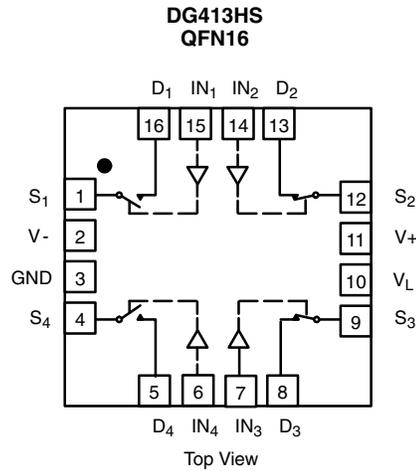 DG413HS
QFN16
D1 IN1 IN2 D2
16 15 14 13
S1 1 12 S2
V- 2 11 V+
GND 3 10 VL
S4 4 9 S3
5 6 7 8
D4 IN4 IN3 D3
Top View